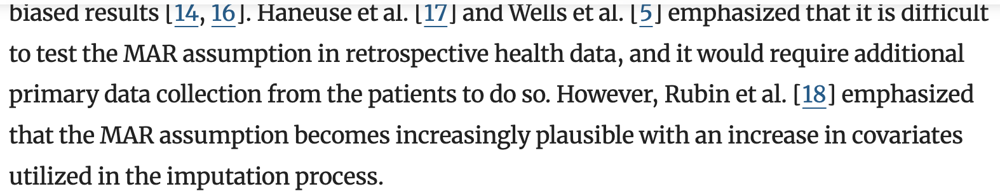 biased results [14, 16]. Haneuse et al. [17] and Wells et al. [5] emphasized that it is difficult
to test the MAR assumption in retrospective health data, and it would require additional
primary data collection from the patients to do so. However, Rubin et al. [18] emphasized
that the MAR assumption becomes increasingly plausible with an increase in covariates
utilized in the imputation process.